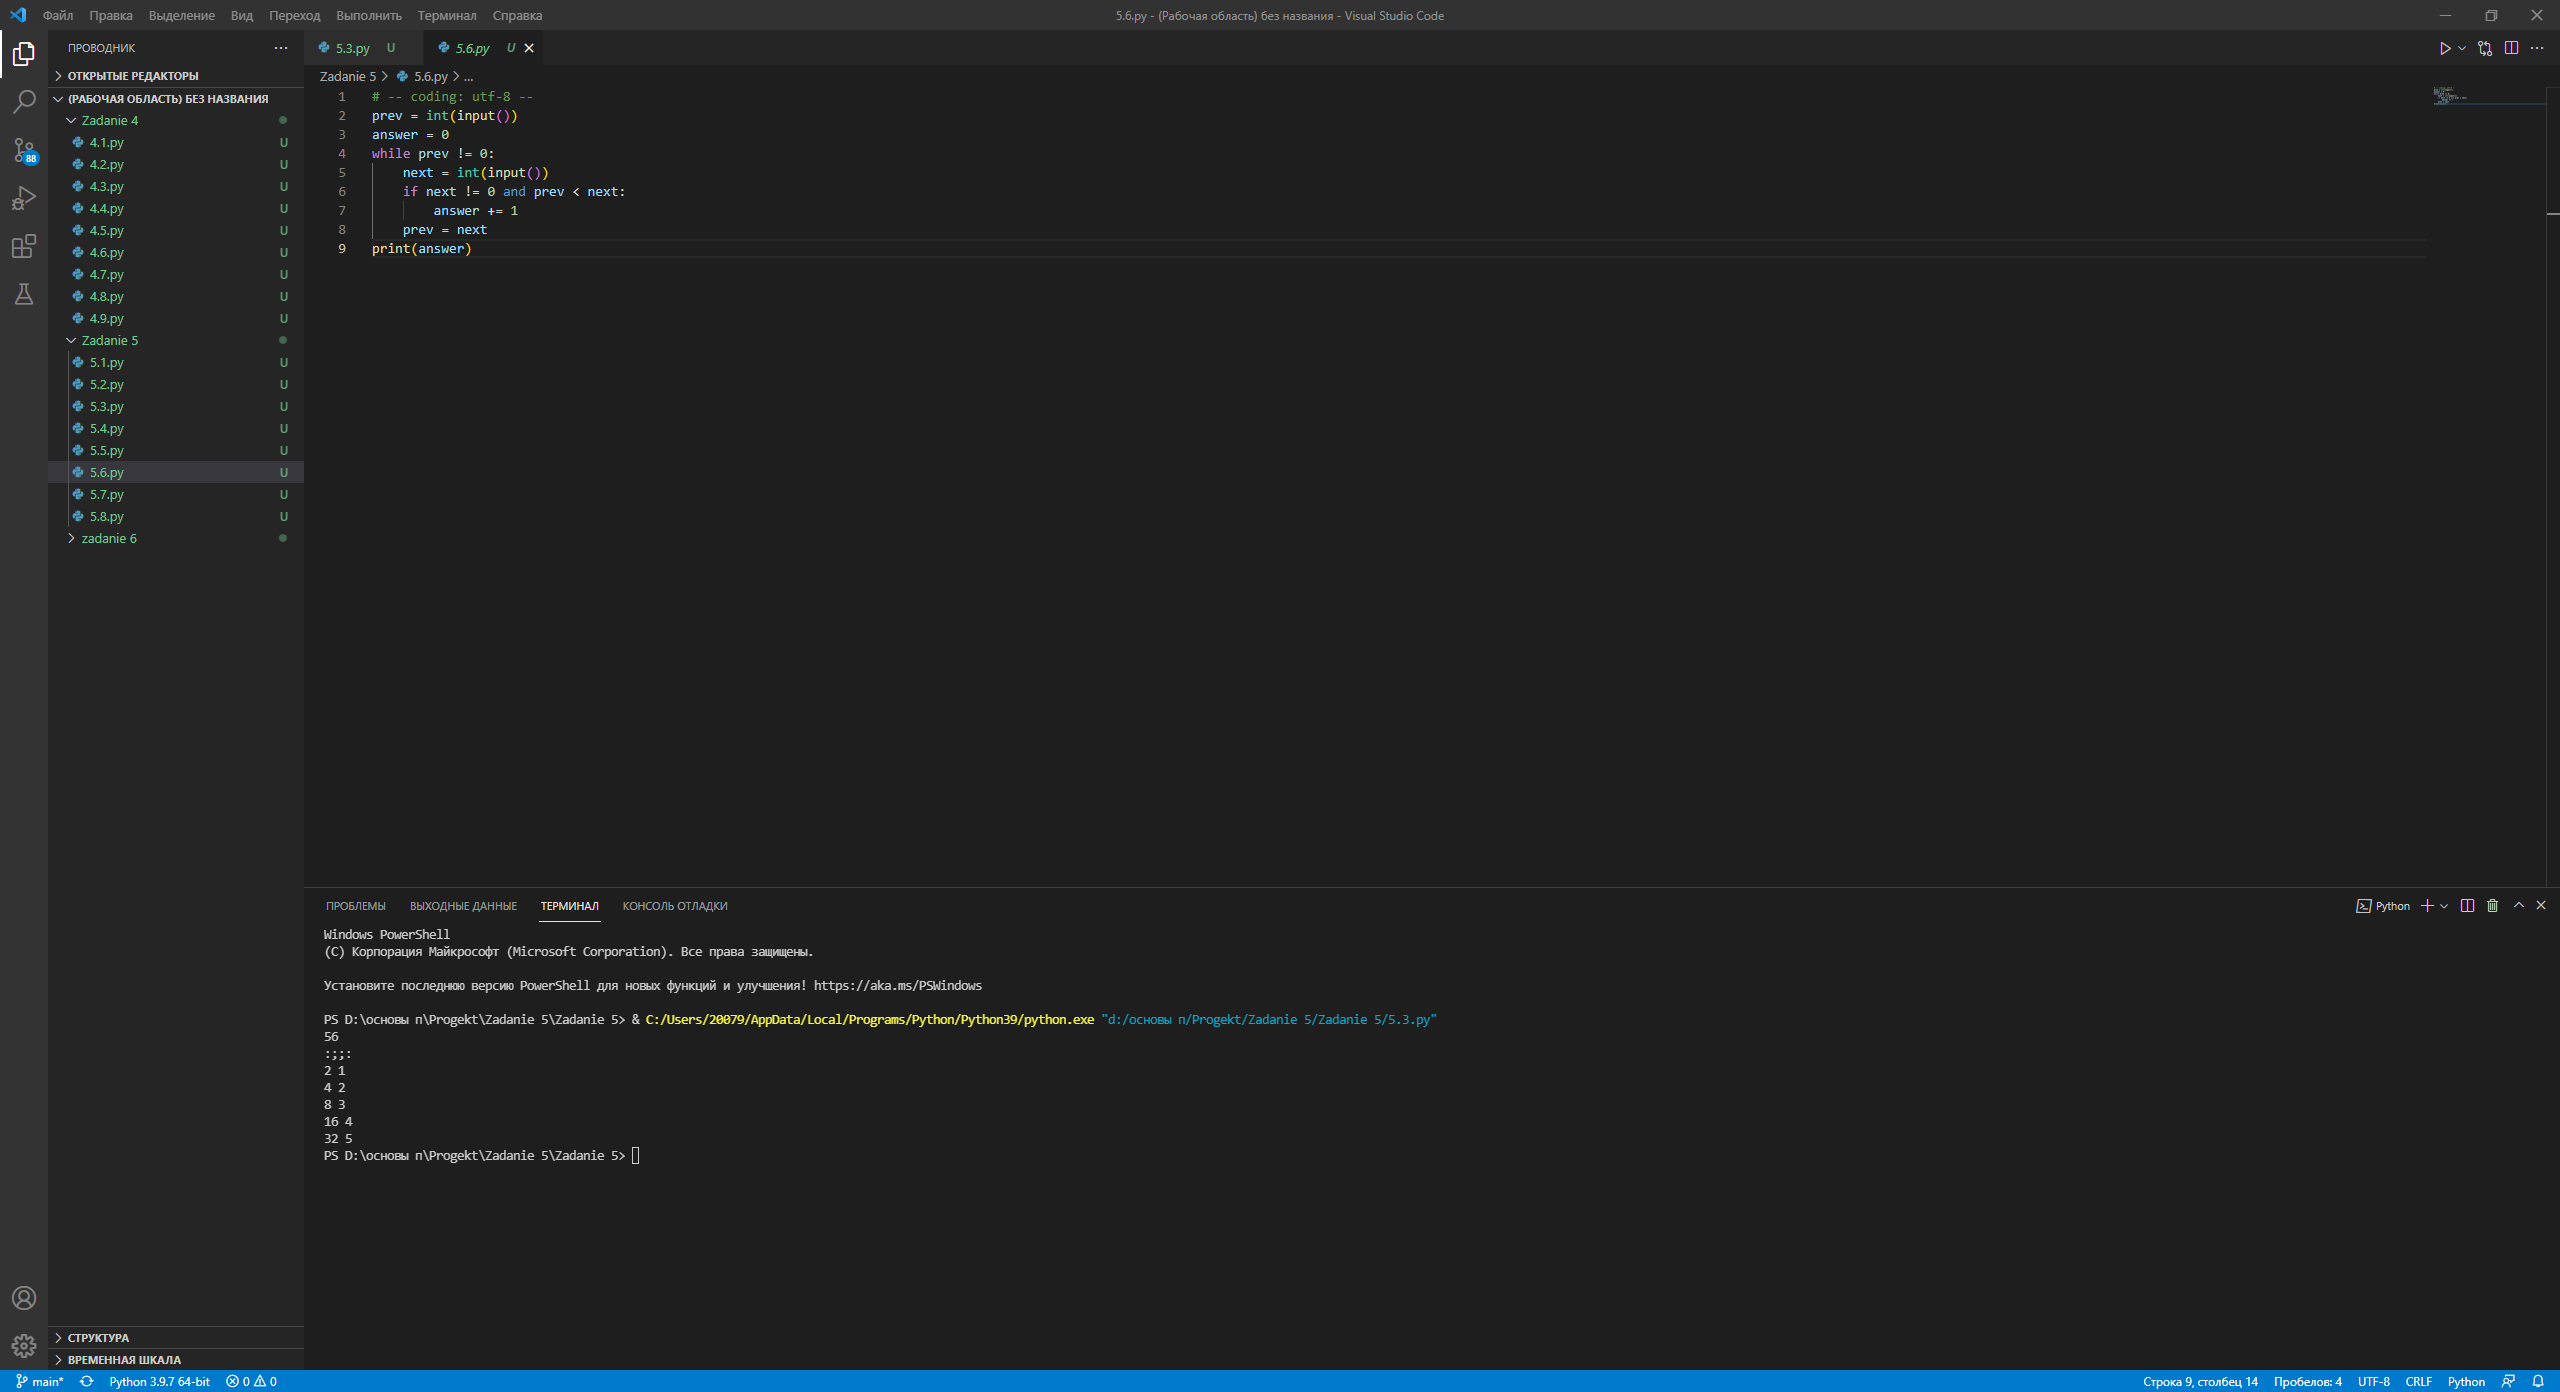 Файл Правка Выделение Вид Переход Выполнить Терминал Справка
5.6.py - (Рабочая область) без названия - Visual Studio Code
ПРОВОДНИК
ОТКРЫТЫЕ РЕДАКТОРЫ
(РАБОЧАЯ ОБЛАСТЬ) БЕЗ НАЗВАНИЯ
Zadanie 4
4.1.py U
4.2.py U
4.3.py U
4.4.py U
4.5.py U
4.6.py U
4.7.py U
4.8.py U
4.9.py U
Zadanie 5
5.1.py U
5.2.py U
5.3.py U
5.4.py U
5.5.py U
5.6.py U
5.7.py U
5.8.py U
zadanie 6
88
СТРУКТУРА
ВРЕМЕННАЯ ШКАЛА
5.3.py U 5.6.py U
Zadanie 5 > 5.6.py > ...
1 # -- coding: utf-8 --
2 prev = int(input())
3 answer = 0
4 while prev != 0:
5 next = int(input())
6 if next != 0 and prev < next:
7 answer += 1
8 prev = next
9 print(answer)
ПРОБЛЕМЫ ВЫХОДНЫЕ ДАННЫЕ ТЕРМИНАЛ КОНСОЛЬ ОТЛАДКИ
Python
Windows PowerShell
(C) Корпорация Майкрософт (Microsoft Corporation). Все права защищены.
Установите последнюю версию PowerShell для новых функций и улучшения! https://aka.ms/PSWindows
PS D:\основы п\Progekt\Zadanie 5\Zadanie 5> & C:/Users/20079/AppData/Local/Programs/Python/Python39/python.exe "d:/основы п/Progekt/Zadanie 5/Zadanie 5/5.3.py"
56
:;;:
2 1
4 2
8 3
16 4
32 5
PS D:\основы п\Progekt\Zadanie 5\Zadanie 5>
main* Python 3.9.7 64-bit 0 0
Строка 9, столбец 14 Пробелов: 4 UTF-8 CRLF Python